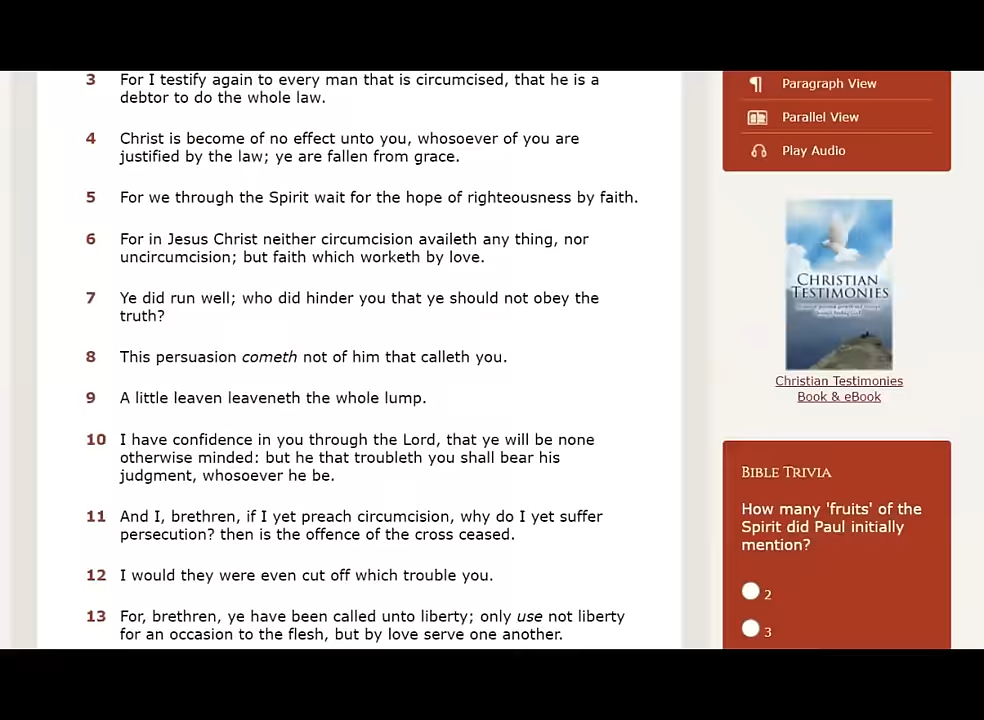 3 For I testify again to every man that is circumcised, that he is a
debtor to do the whole law.
4 Christ is become of no effect unto you, whosoever of you are
justified by the law; ye are fallen from grace.
5 For we through the Spirit wait for the hope of righteousness by faith.
6 For in Jesus Christ neither circumcision availeth any thing, nor
uncircumcision; but faith which worketh by love.
7 Ye did run well; who did hinder you that ye should not obey the
truth?
8 This persuasion cometh not of him that calleth you.
9 A little leaven leaveneth the whole lump.
10 I have confidence in you through the Lord, that ye will be none
otherwise minded: but he that troubleth you shall bear his
judgment, whosoever he be.
11 And I, brethren, if I yet preach circumcision, why do I yet suffer
persecution? then is the offence of the cross ceased.
12 I would they were even cut off which trouble you.
13 For, brethren, ye have been called unto liberty; only use not liberty
for an occasion to the flesh, but by love serve one another.
Paragraph View
Parallel View
Play Audio
CHRISTIAN
TESTIMONIES
Christian Testimonies
Book & eBook
BIBLE TRIVIA
How many 'fruits' of the
Spirit did Paul initially
mention?
2
3